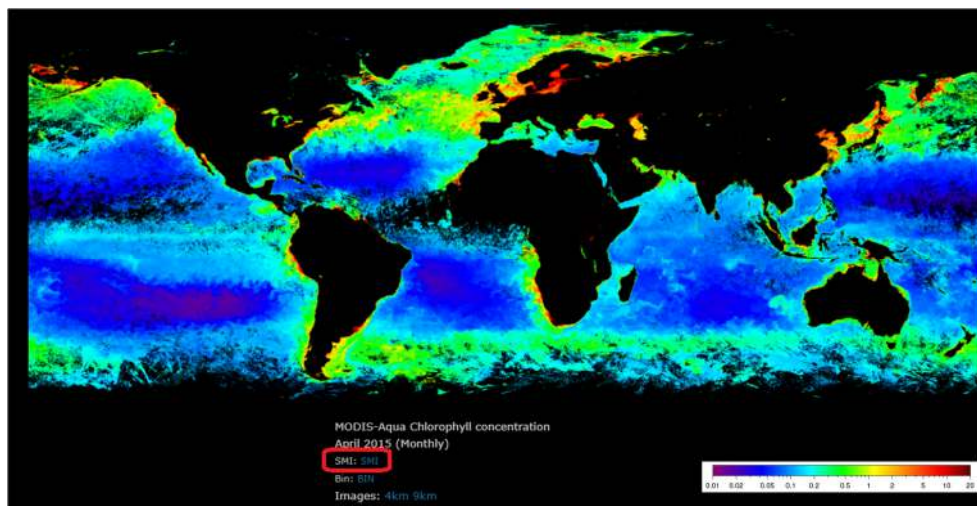 MODIS-Aqua Chlorophyll concentration
April 2015 (Monthly)
SMI: SMI
Bin: BIN
Images: 4km 9km
0.01 0.02 0.05 0.1 0.2 0.5 1 2 5 10 20